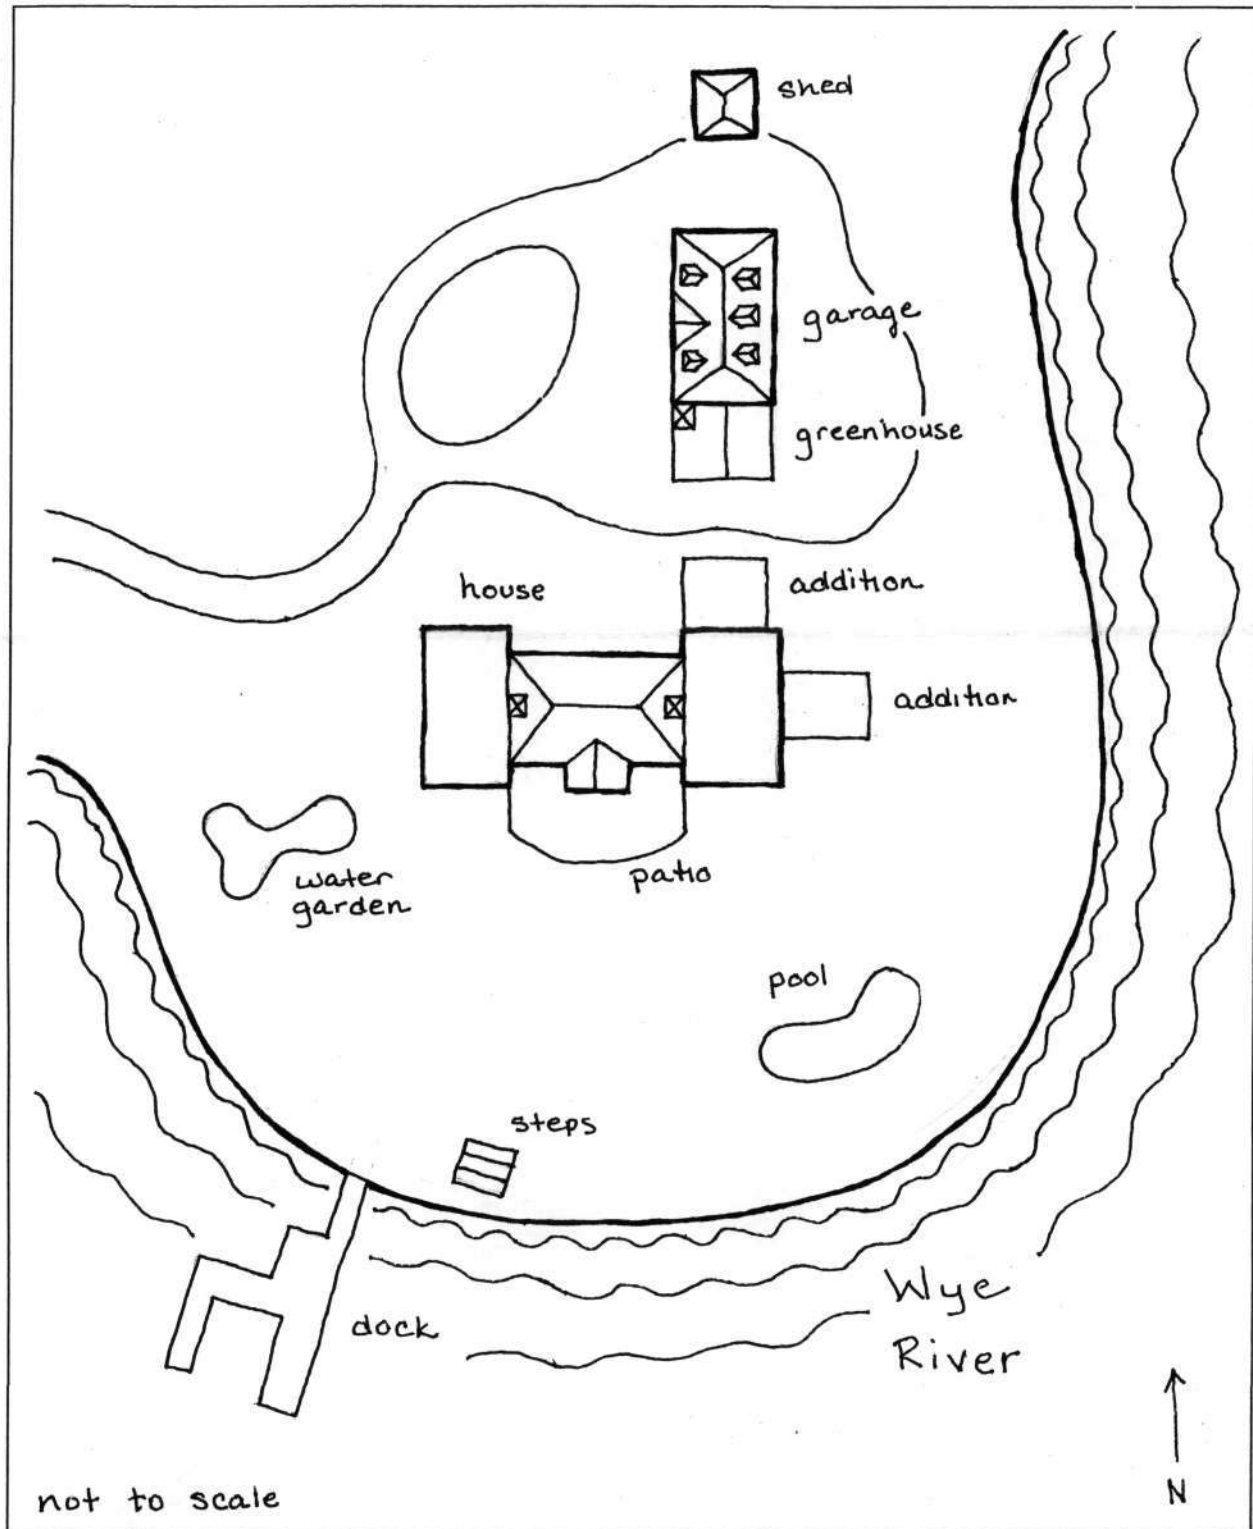 shed
garage
greenhouse
house
addition
addition
water
garden
patio
pool
steps
dock
Wye
River
N
not to scale